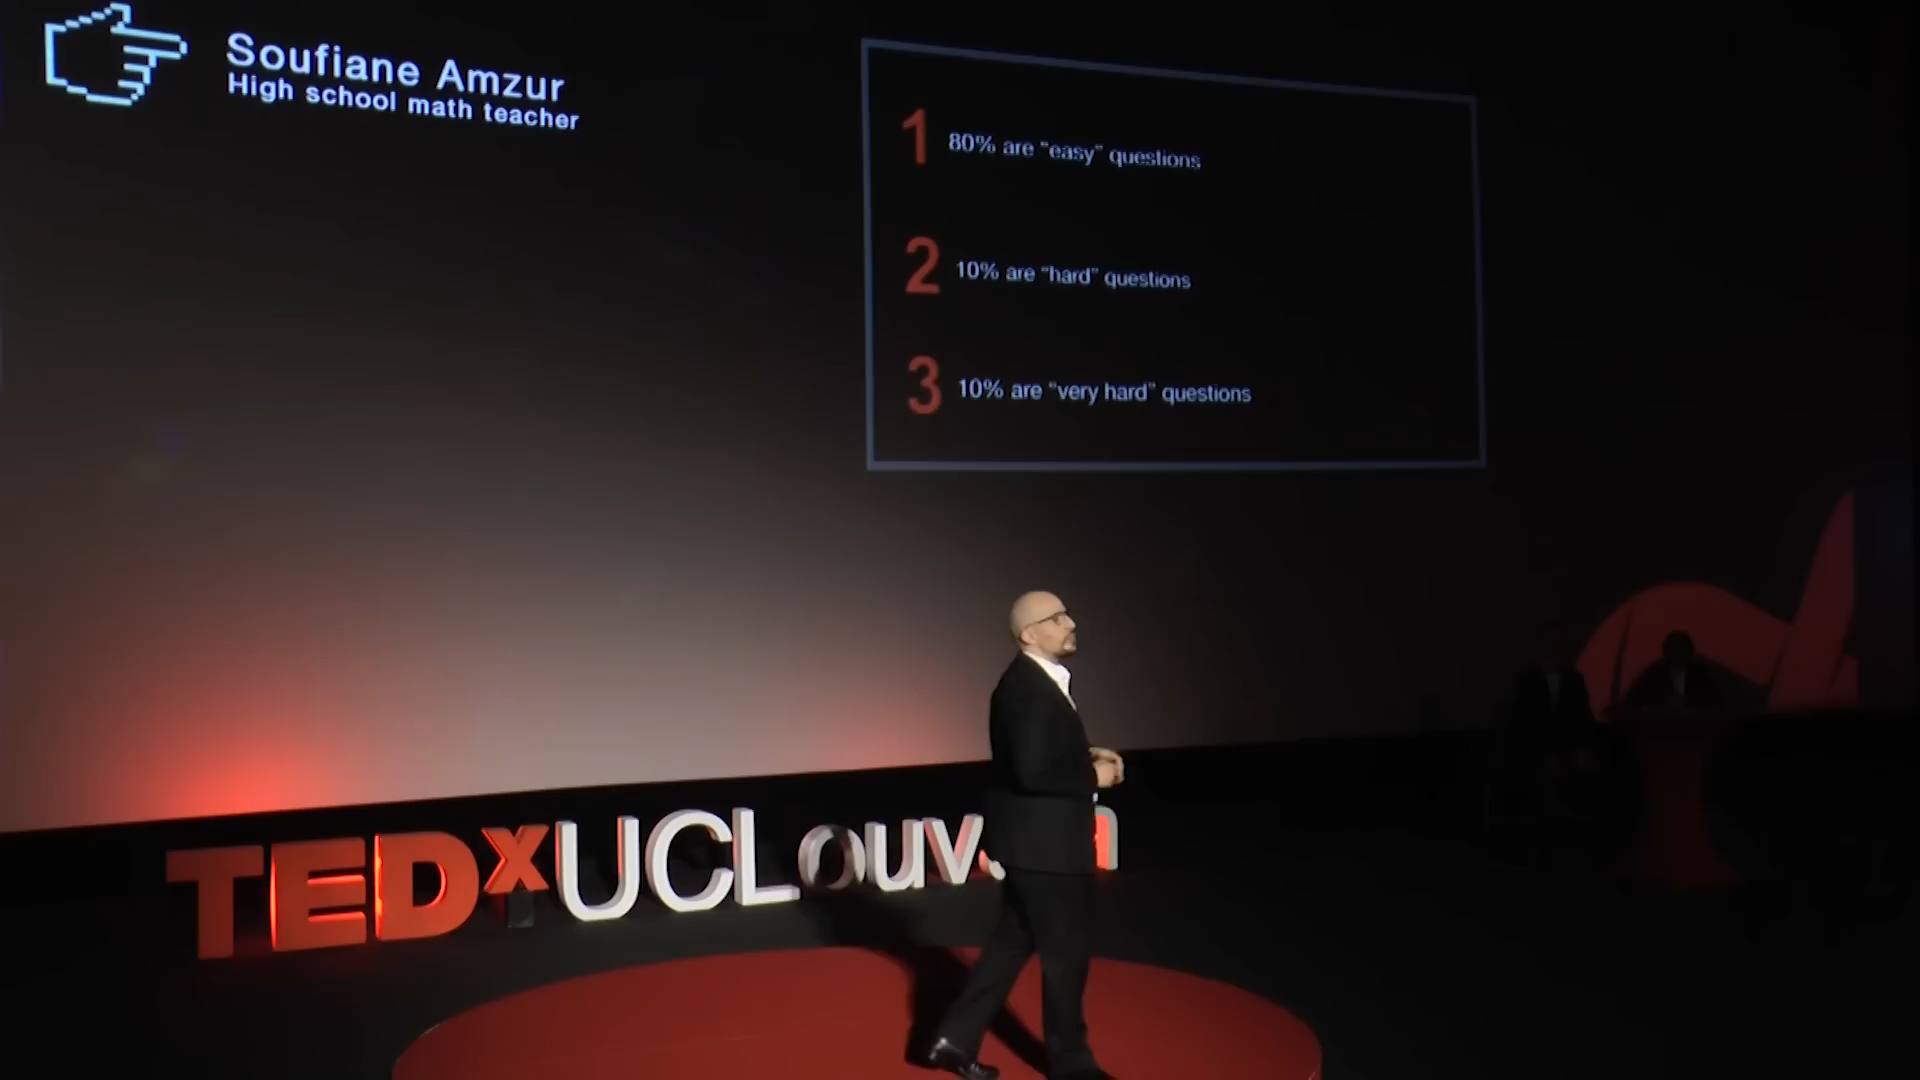 Soufiane Amzur
High school math teacher
1 80% are “easy” questions
2 10% are “hard” questions
3 10% are “very hard” questions
TEDxUCLouv